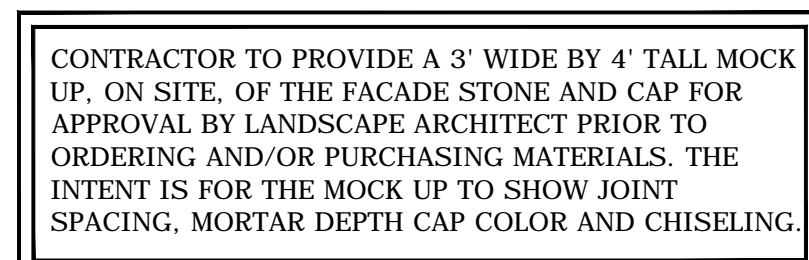 CONTRACTOR TO PROVIDE A 3' WIDE BY 4' TALL MOCK
UP, ON SITE, OF THE FACADE STONE AND CAP FOR
APPROVAL BY LANDSCAPE ARCHITECT PRIOR TO
ORDERING AND/OR PURCHASING MATERIALS. THE
INTENT IS FOR THE MOCK UP TO SHOW JOINT
SPACING, MORTAR DEPTH CAP COLOR AND CHISELING.